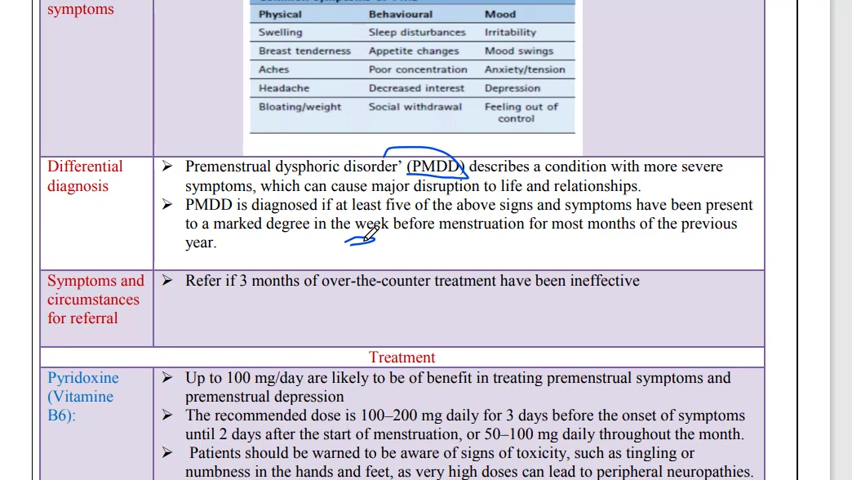 symptoms
Physical Behavioural Mood
Swelling Sleep disturbances Irritability
Breast tenderness Appetite changes Mood swings
Aches Poor concentration Anxiety/tension
Headache Decreased interest Depression
Bloating/weight Social withdrawal Feeling out of
control
Differential
diagnosis
➢ Premenstrual dysphoric disorder’ (PMDD) describes a condition with more severe
symptoms, which can cause major disruption to life and relationships.
➢ PMDD is diagnosed if at least five of the above signs and symptoms have been present
to a marked degree in the week before menstruation for most months of the previous
year.
Symptoms and
circumstances
for referral
➢ Refer if 3 months of over-the-counter treatment have been ineffective
Treatment
Pyridoxine
(Vitamine
B6):
➢ Up to 100 mg/day are likely to be of benefit in treating premenstrual symptoms and
premenstrual depression
➢ The recommended dose is 100–200 mg daily for 3 days before the onset of symptoms
until 2 days after the start of menstruation, or 50–100 mg daily throughout the month.
➢ Patients should be warned to be aware of signs of toxicity, such as tingling or
numbness in the hands and feet, as very high doses can lead to peripheral neuropathies.